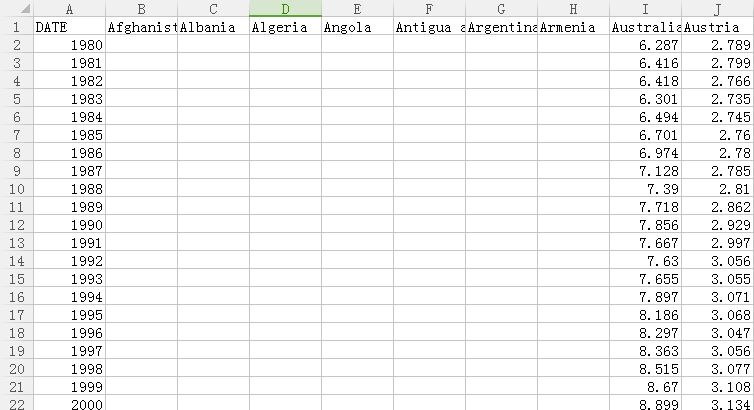 A B C D E F G H I J
1 DATE Afghanist Albania Algeria Angola Antigua a Argentina Armenia Australia Austria
2 1980 6.287 2.789
3 1981 6.416 2.799
4 1982 6.418 2.766
5 1983 6.301 2.735
6 1984 6.494 2.745
7 1985 6.701 2.76
8 1986 6.974 2.78
9 1987 7.128 2.785
10 1988 7.39 2.81
11 1989 7.718 2.862
12 1990 7.856 2.929
13 1991 7.667 2.997
14 1992 7.63 3.056
15 1993 7.655 3.055
16 1994 7.897 3.071
17 1995 8.186 3.068
18 1996 8.297 3.047
19 1997 8.363 3.056
20 1998 8.515 3.077
21 1999 8.67 3.108
22 2000 8.899 3.134